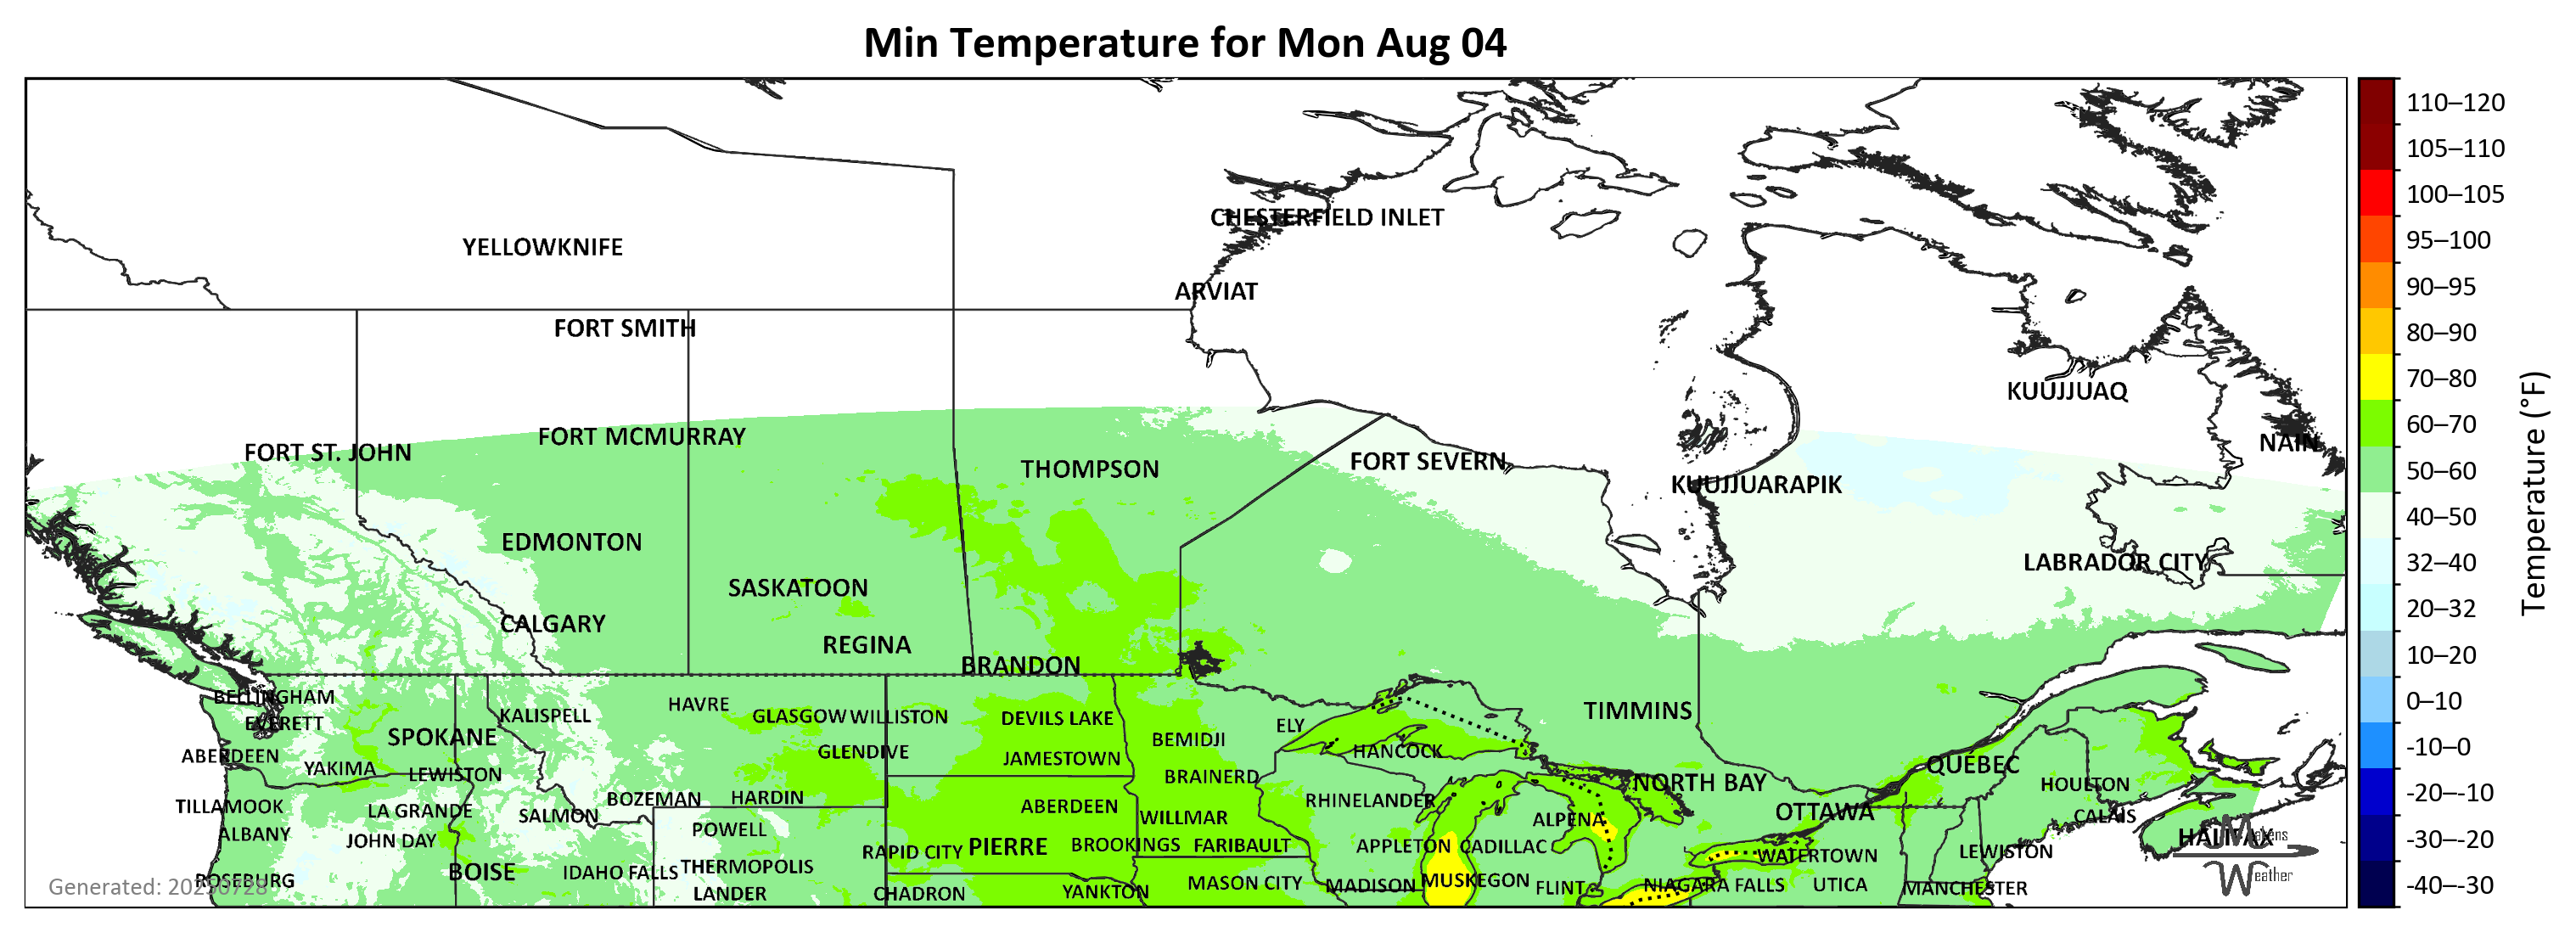 Min Temperature for Mon Aug 04
YELLOWKNIFE
CHESTERFIELD INLET
ARVIAT
FORT SMITH
KUUJJUAQ
FORT ST. JOHN
FORT MCMURRAY
THOMPSON
FORT SEVERN
NAIN
KUUJJUARAPIK
EDMONTON
LABRADOR CITY
SASKATOON
CALGARY
REGINA
BRANDON
BELLINGHAM
EVERETT
KALISPELL
HAVRE
GLASGOW
WILLISTON
DEVILS LAKE
ELY
TIMMINS
SPOKANE
BEMIDJI
HANCOCK
ABERDEEN
YAKIMA
LEWISTON
GLENDIVE
JAMESTOWN
BRAINERD
NORTH BAY
QUÉBEC
HOULTON
TILLAMOOK
LA GRANDE
SALMON
BOZEMAN
HARDIN
ABERDEEN
WILLMAR
RHINELANDER
ALPENA
OTTAWA
CALAIS
ALBANY
JOHN DAY
POWELL
RAPID CITY
PIERRE
BROOKINGS
FARIBAULT
APPLETON
CADILLAC
WATERTOWN
LEWISTON
HALIFAX
ROSEBURG
BOISE
IDAHO FALLS
THERMOPOLIS
LANDER
CHADRON
YANKTON
MASON CITY
MADISON
MUSKEGON
FLINT
NIAGARA FALLS
UTICA
MANCHESTER
Generated: 20250728
Makens
Weather
110–120
105–110
100–105
95–100
90–95
80–90
70–80
60–70
50–60
40–50
32–40
20–32
10–20
0–10
-10–0
-20–-10
-30–-20
-40–-30
Temperature (°F)